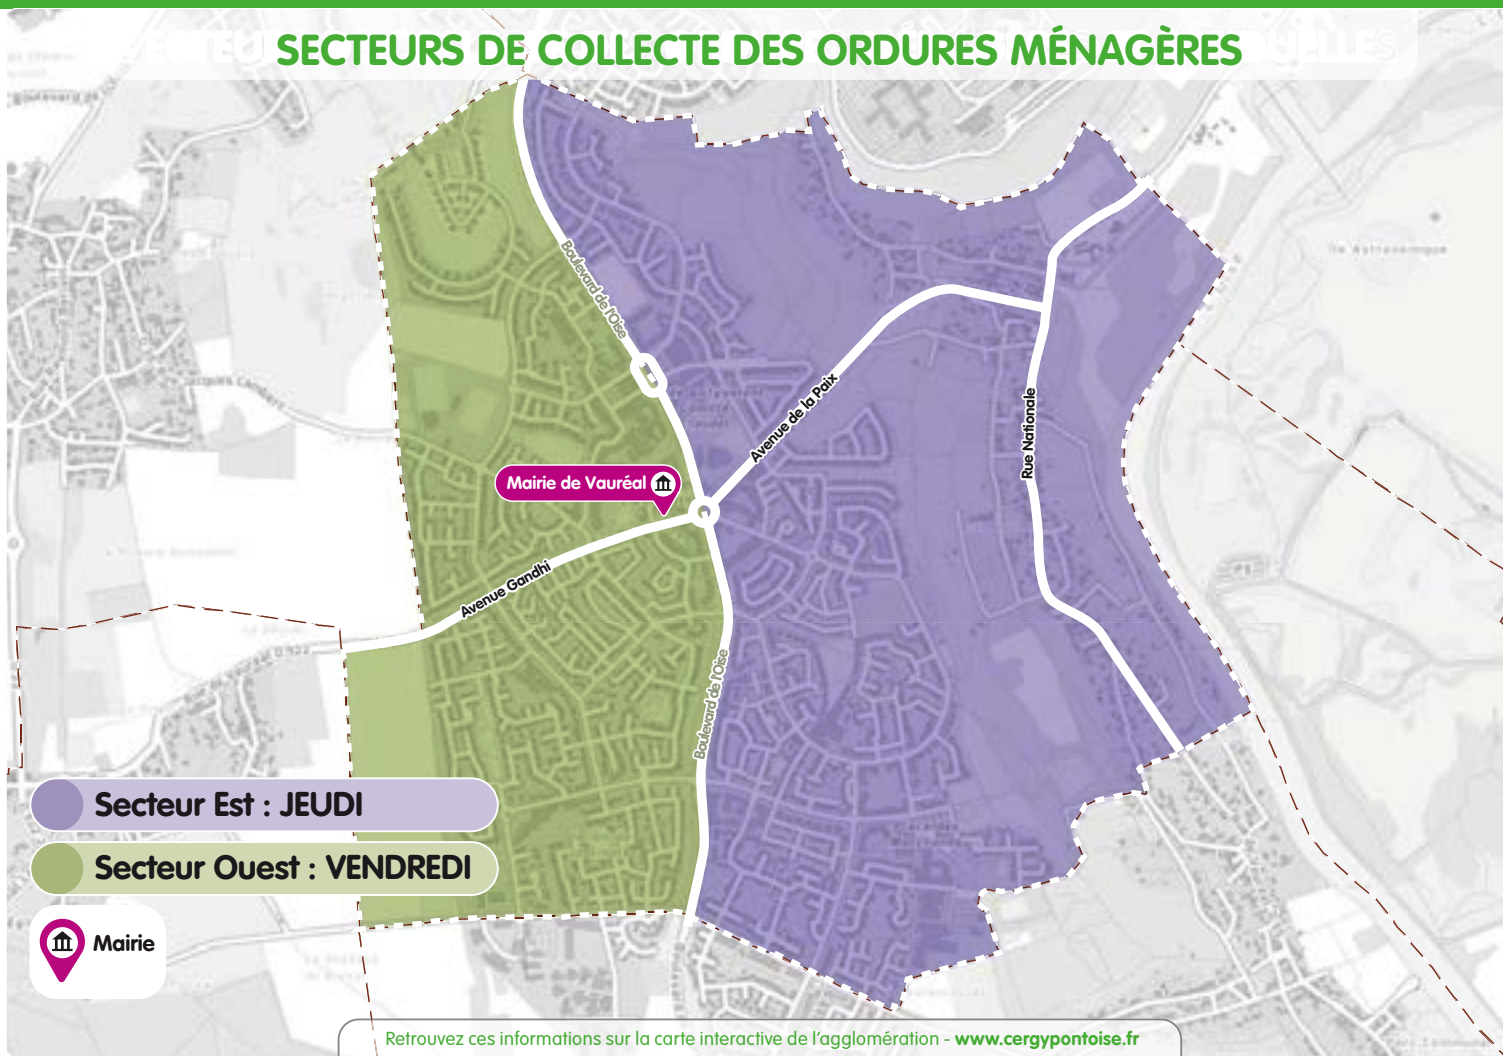 SECTEURS DE COLLECTE DES ORDURES MÉNAGÈRES
Boulevard de l'Oise
Avenue de la Paix
Rue Nationale
Mairie de Vauréal
Avenue Gandhi
Boulevard de l'Oise
Secteur Est : JEUDI
Secteur Ouest : VENDREDI
Mairie
Retrouvez ces informations sur la carte interactive de l'agglomération - www.cergypontoise.fr